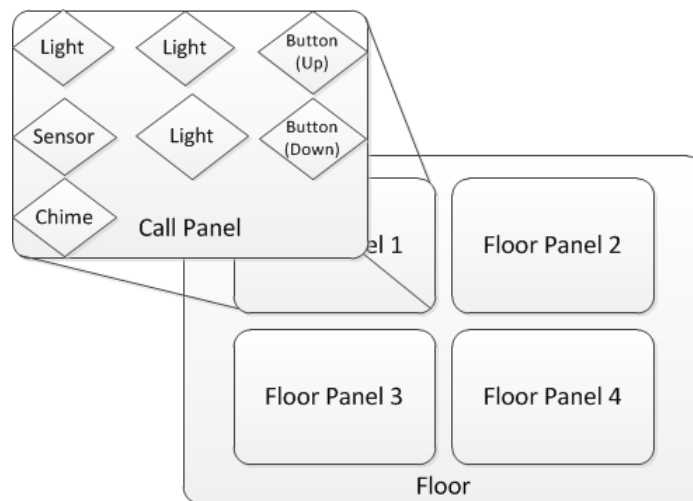 Light
Light
Button
(Up)
Sensor
Light
Button
(Down)
Chime
Call Panel
el 1
Floor Panel 2
Floor Panel 3
Floor Panel 4
Floor